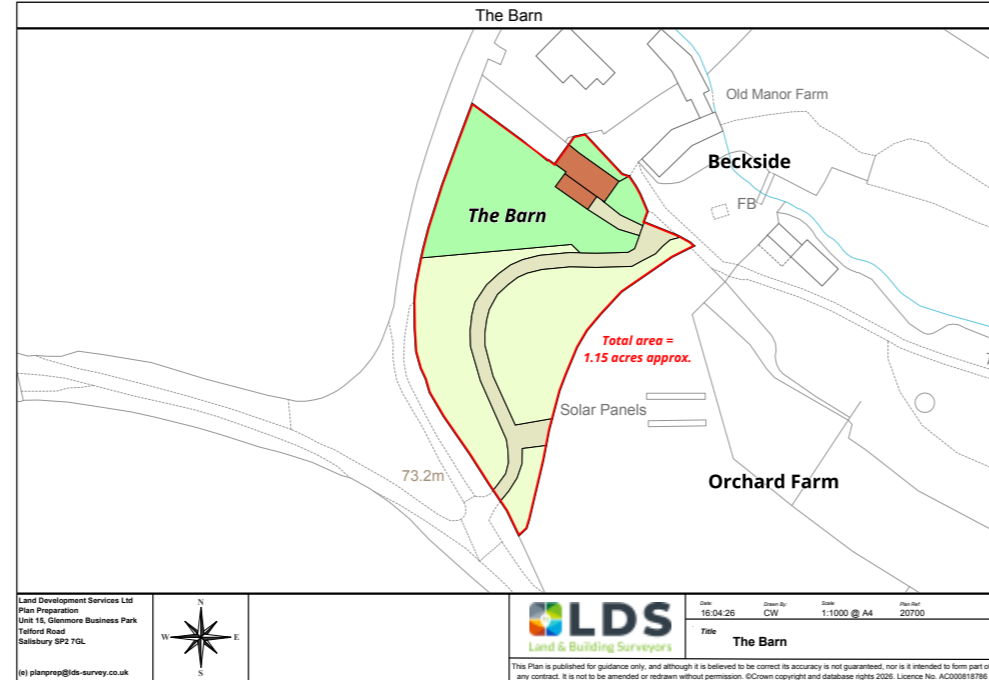 The Barn
Old Manor Farm
Beckside
FB
The Barn
Total area =
1.15 acres approx.
Solar Panels
73.2m
Orchard Farm
Land Development Services Ltd
Plan Preparation
Unit 15, Glenmore Business Park
Telford Road
Salisbury SP2 7GL
(e) planprep@lds-survey.co.uk
N
W
E
S
LDS
Land & Building Surveyors
Date
Drawn By
Scale
Plan Ref
16:04:26
CW
1:1000 @ A4
20700
Title
The Barn
This Plan is published for guidance only, and although it is believed to be correct its accuracy is not guaranteed, nor is it intended to form part of
any contract. It is not to be amended or redrawn without permission. ©Crown copyright and database rights 2026. Licence No. AC000818786